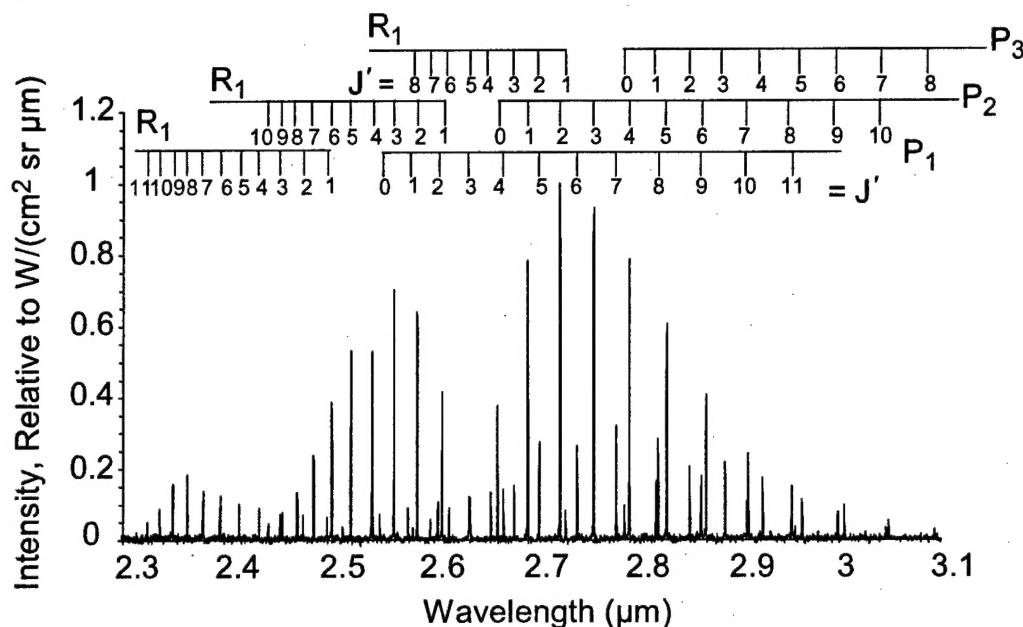 R1
P3
R1
J' = 8 7 6 5 4 3 2 1 0 1 2 3 4 5 6 7 8
P2
R1
10 9 8 7 6 5 4 3 2 1 0 1 2 3 4 5 6 7 8 9 10
P1
11 11 10 9 8 7 6 5 4 3 2 1 0 1 2 3 4 5 6 7 8 9 10 11 = J'
1.2
1
0.8
0.6
0.4
0.2
0
Intensity, Relative to W/(cm² sr μm)
2.3 2.4 2.5 2.6 2.7 2.8 2.9 3 3.1
Wavelength (μm)